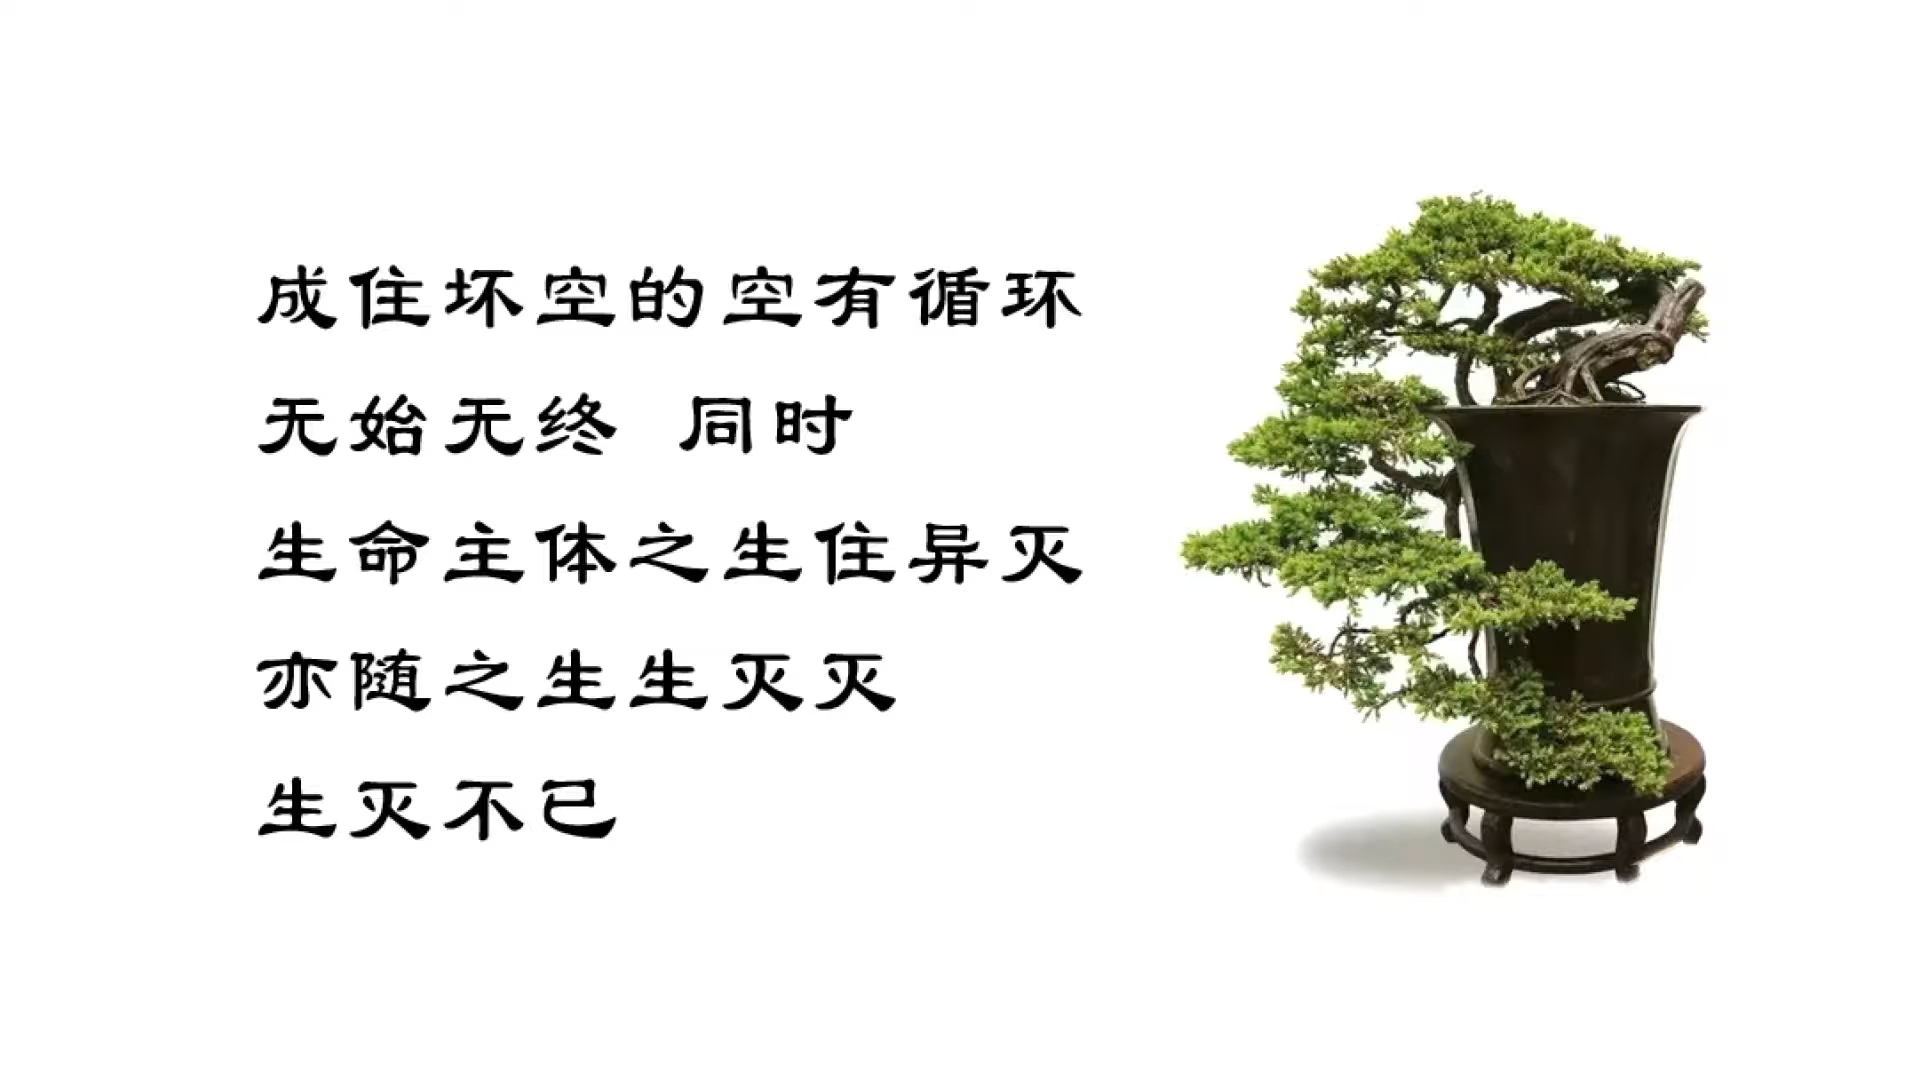 成住坏空的空有循环
无始无终 同时
生命主体之生住异灭
亦随之生生灭灭
生灭不已